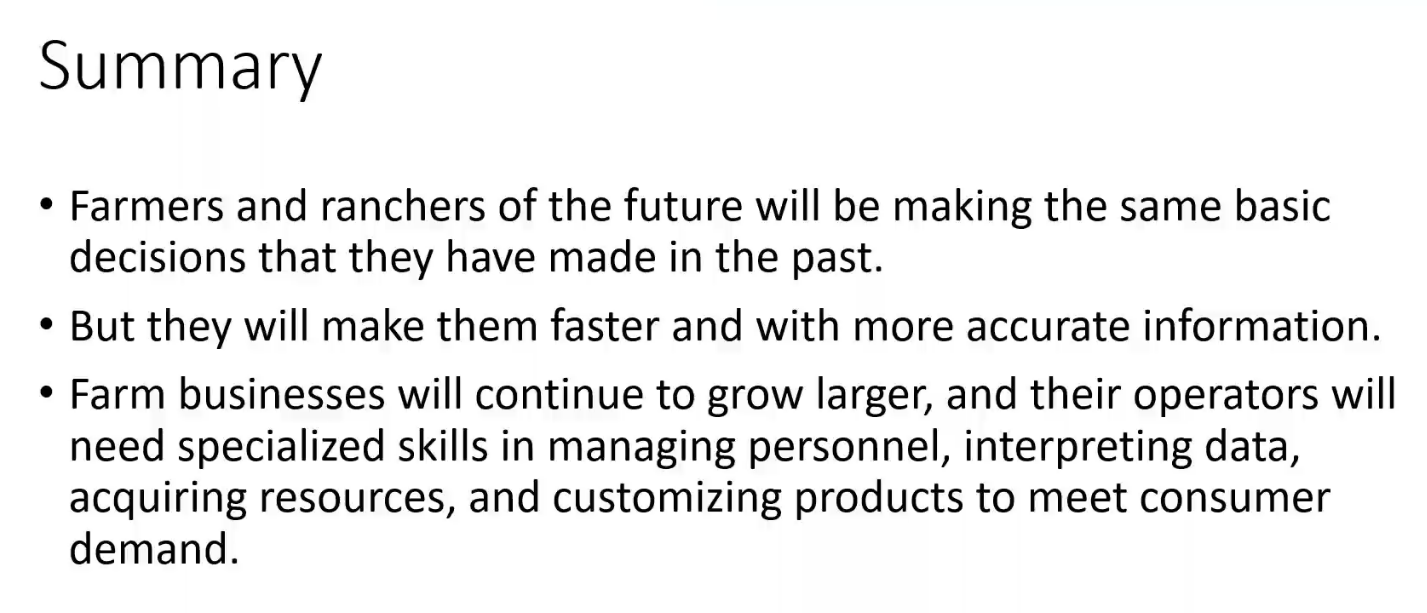 Summary
• Farmers and ranchers of the future will be making the same basic
decisions that they have made in the past.
• But they will make them faster and with more accurate information.
• Farm businesses will continue to grow larger, and their operators will
need specialized skills in managing personnel, interpreting data,
acquiring resources, and customizing products to meet consumer
demand.